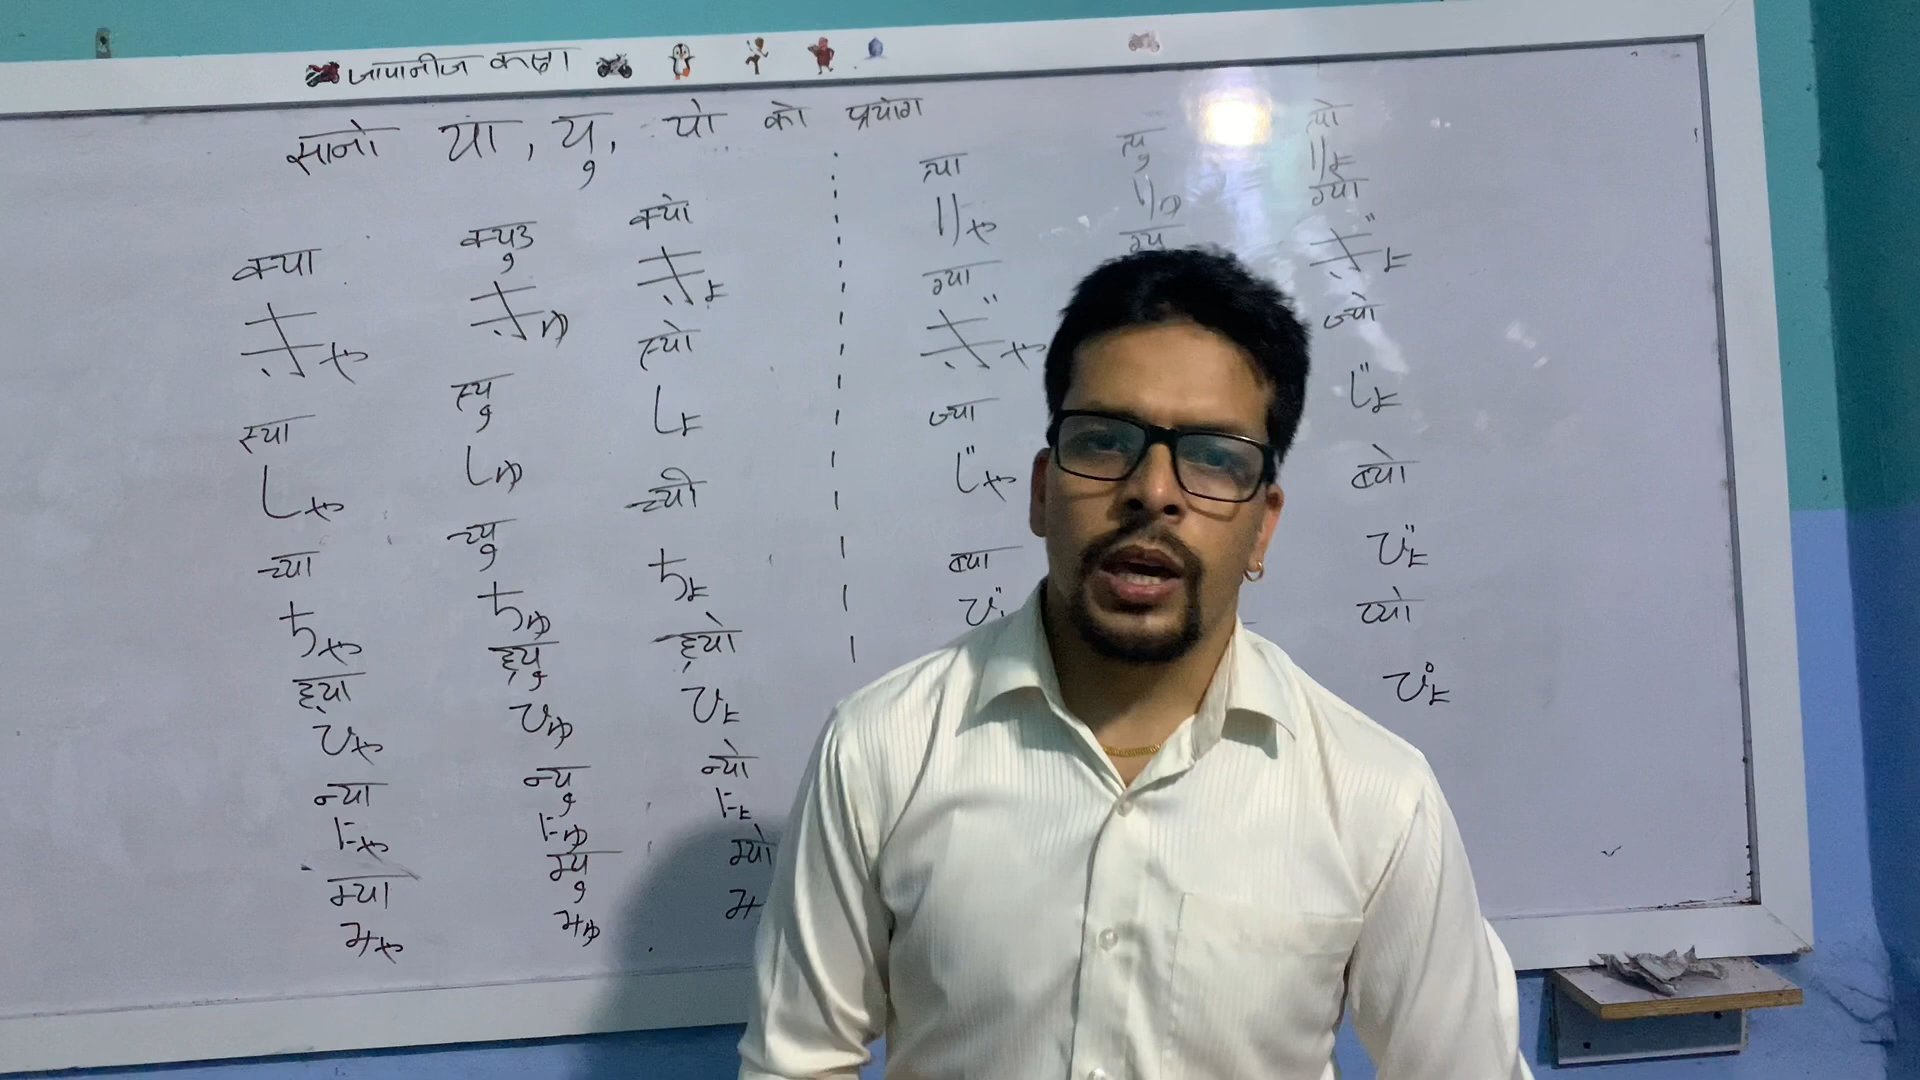 जापानीज कक्षा
सानो या, यु, यो को प्रयोग
क्या क्यु उ क्यो
きゃ きゅ きょ
स्या स्यु स्यो
しゃ しゅ しょ
च्या च्यु च्यो
ちゃ ちゅ ちょ
ह्या ह्यु ह्यो
ひゃ ひゅ ひょ
न्या न्यु न्यो
にゃ にゅ にょ
म्या म्यु म्यो
みゃ みゅ み
りゃ りゅ りょ
ग्या ग्यु ग्यो
ぎゃ ぎょ
ज्या ज्यो
じゃ じょ
ब्या ब्यो
び びょ
प्यो
ぴょ